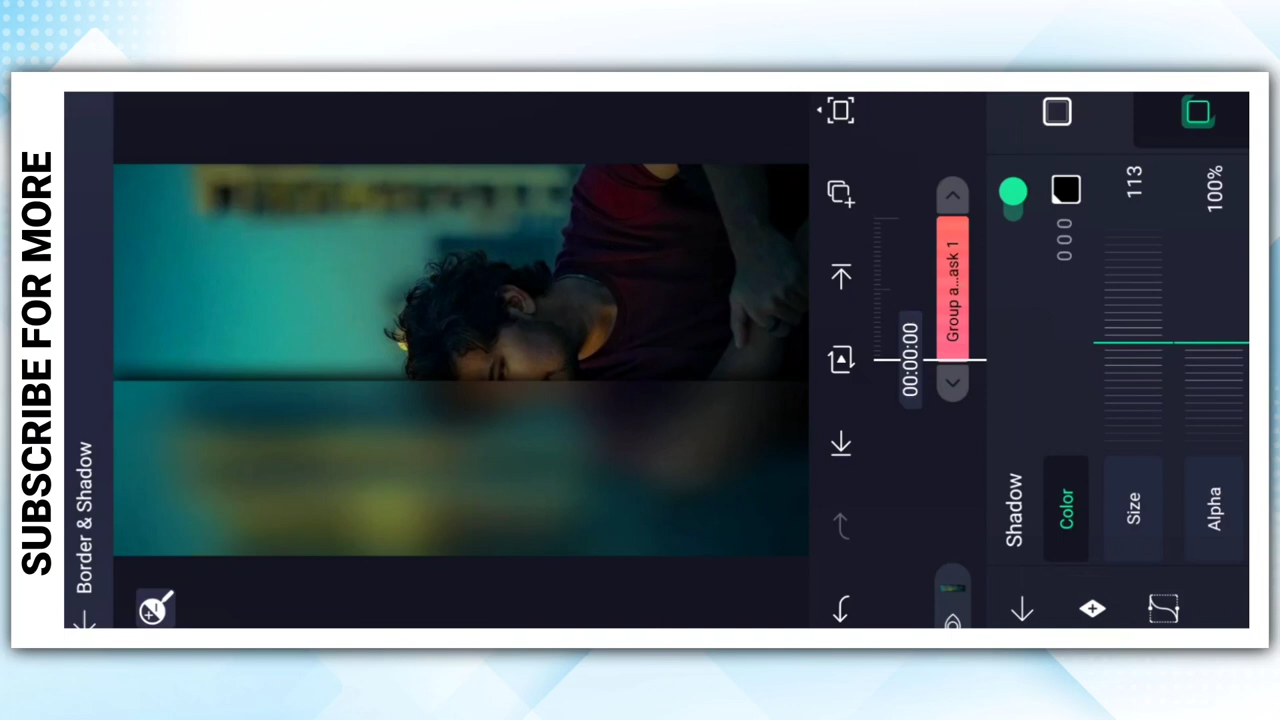 SUBSCRIBE FOR MORE
Border & Shadow
00:00:00
Group a...ask 1
Shadow
Color
0 0 0
Size
113
Alpha
100%